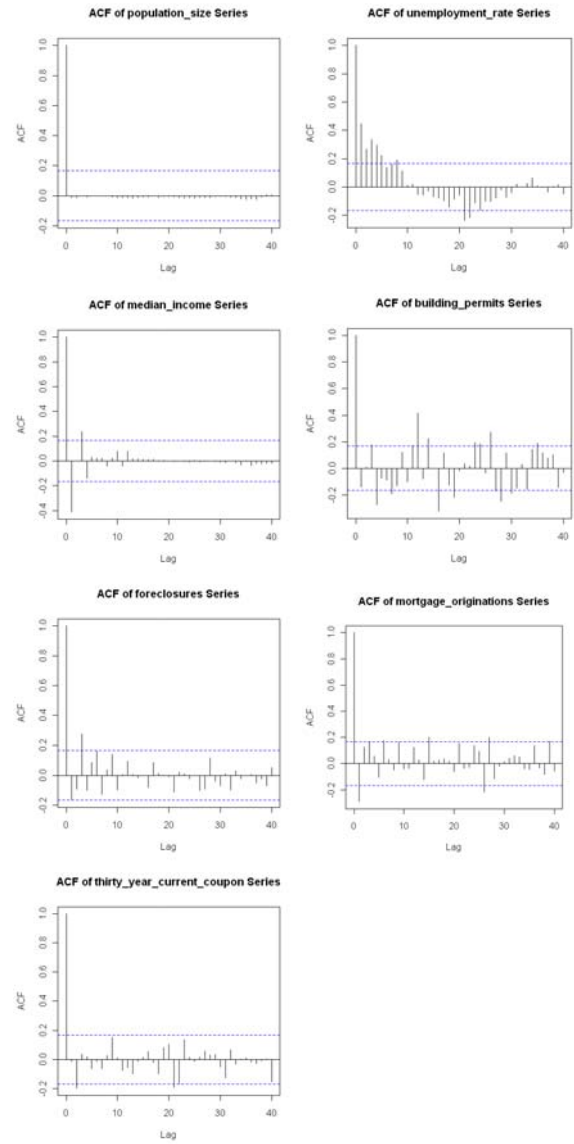 ACF of population_size Series
ACF
1.0
0.8
0.6
0.4
0.2
0.0
-0.2
0 10 20 30 40
Lag
ACF of unemployment_rate Series
ACF
1.0
0.8
0.6
0.4
0.2
0.0
-0.2
0 10 20 30 40
Lag
ACF of median_income Series
ACF
1.0
0.8
0.6
0.4
0.2
0.0
-0.2
-0.4
0 10 20 30 40
Lag
ACF of building_permits Series
ACF
1.0
0.8
0.6
0.4
0.2
0.0
-0.2
0 10 20 30 40
Lag
ACF of foreclosures Series
ACF
1.0
0.8
0.6
0.4
0.2
0.0
-0.2
0 10 20 30 40
Lag
ACF of mortgage_originations Series
ACF
1.0
0.8
0.6
0.4
0.2
0.0
-0.2
0 10 20 30 40
Lag
ACF of thirty_year_current_coupon Series
ACF
1.0
0.8
0.6
0.4
0.2
0.0
-0.2
0 10 20 30 40
Lag